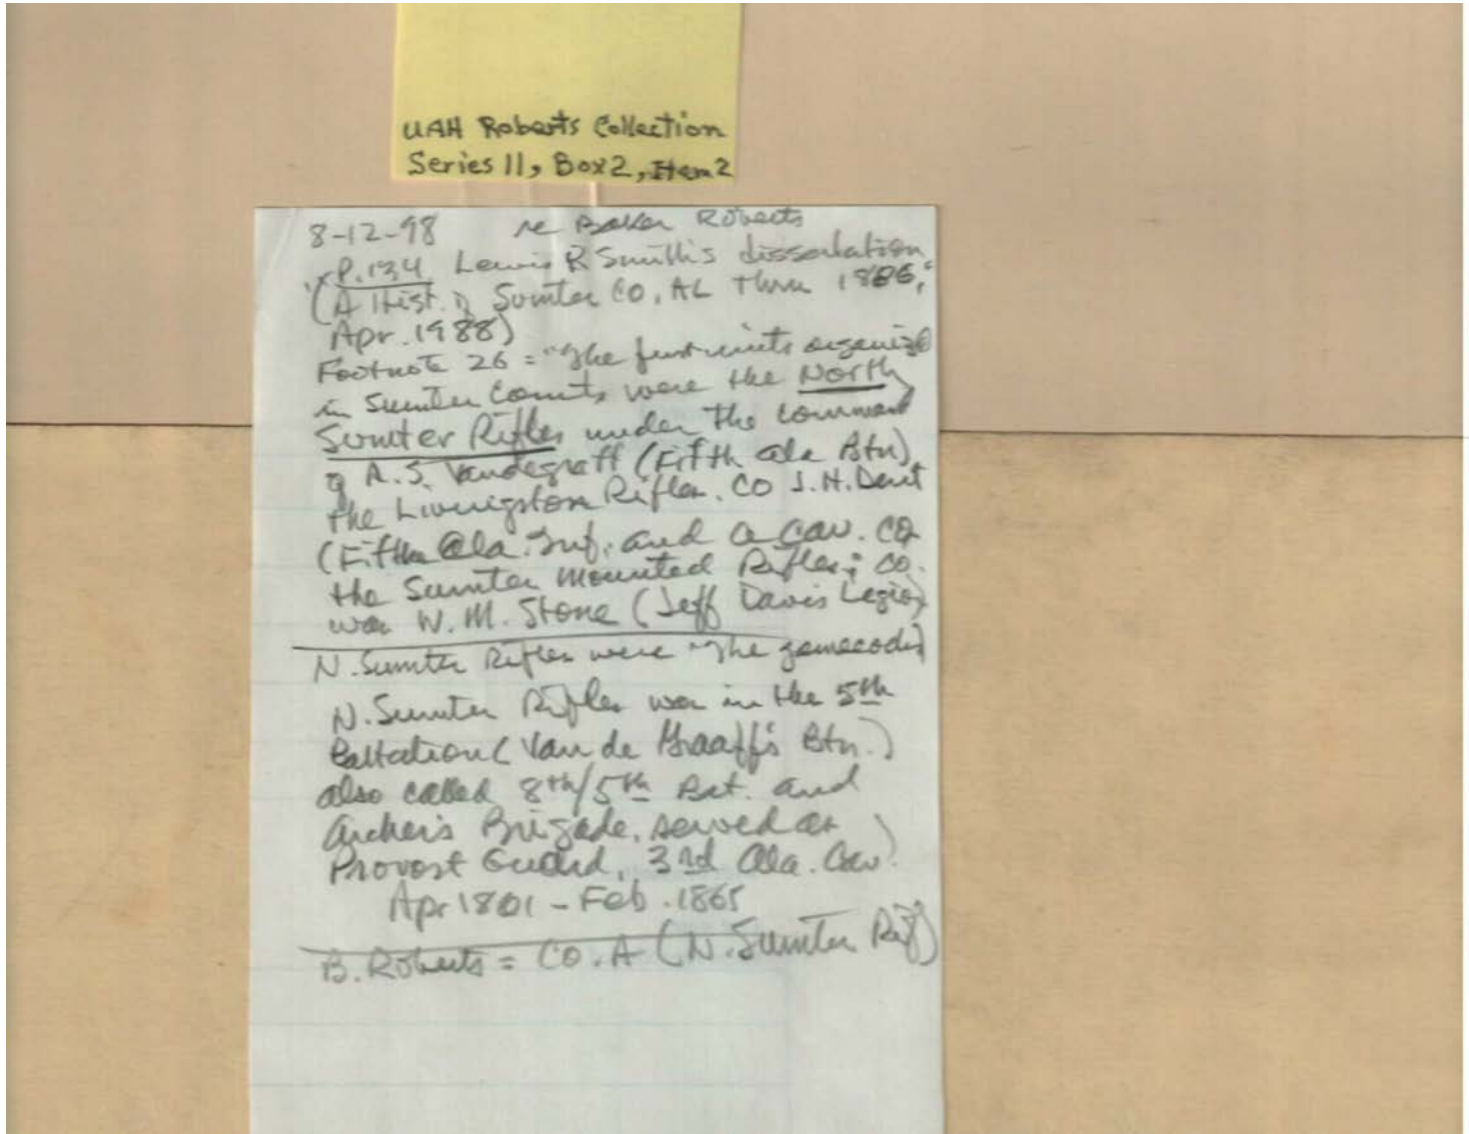 UAH Roberts Collection
Series 11, Box 2, Item 2
8-12-98 re Baker Roberts
P. 134 Lewis R Smith's dissertation
(A Hist. of Sumter CO, AL Thru 1886,"
Apr. 1988)
Footnote 26 = "The first units organized
in Sumter County were the North
Sumter Rifles under the command
of A.S. Vandegraff (Fifth Ala Btn)
the Livingston Rifles. CO J.H. Dent
(Fifth Ala. Inf. and a Cav. CO
the Sumter Mounted Rifles; co.
was W. M. Stone (Jeff Davis Legion)
N. Sumter Rifles were "The gamecocks
N. Sumter Rifles was in the 5th
Battalion (Van de Graaff's Btn.)
also called 8th/5th Bat. and
Archer's Brigade, served as
Provost Guard, 3rd Ala. Cav.)
Apr 1861 - Feb. 1865
B. Roberts = CO. A (N. Sumter Rif)